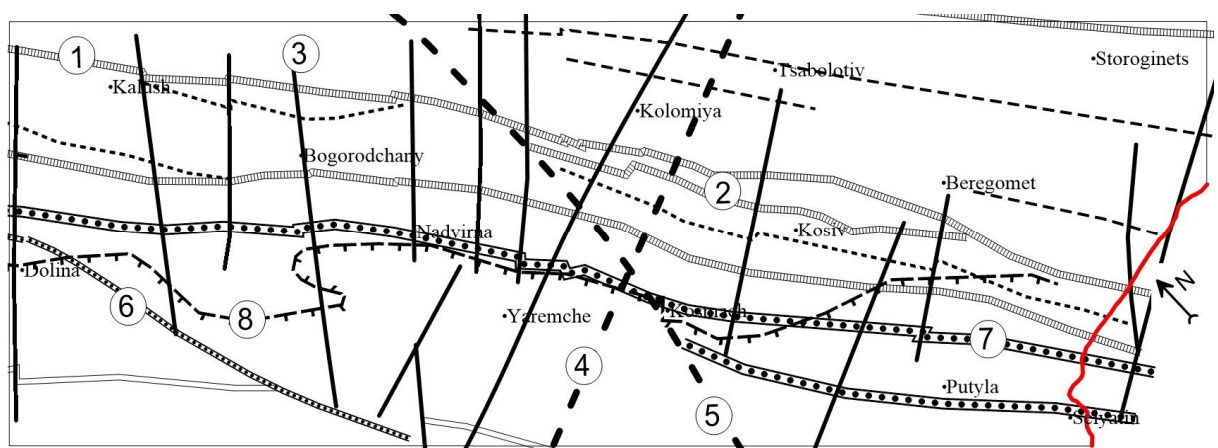 1
3
Storoginets
Tsabolotiv
Kalush
Kolomiya
Bogorodchany
2
Beregomet
Nadvirna
Kosiv
Dolina
N
6
8
Yaremche
7
4
5
Putyla
Selyatin